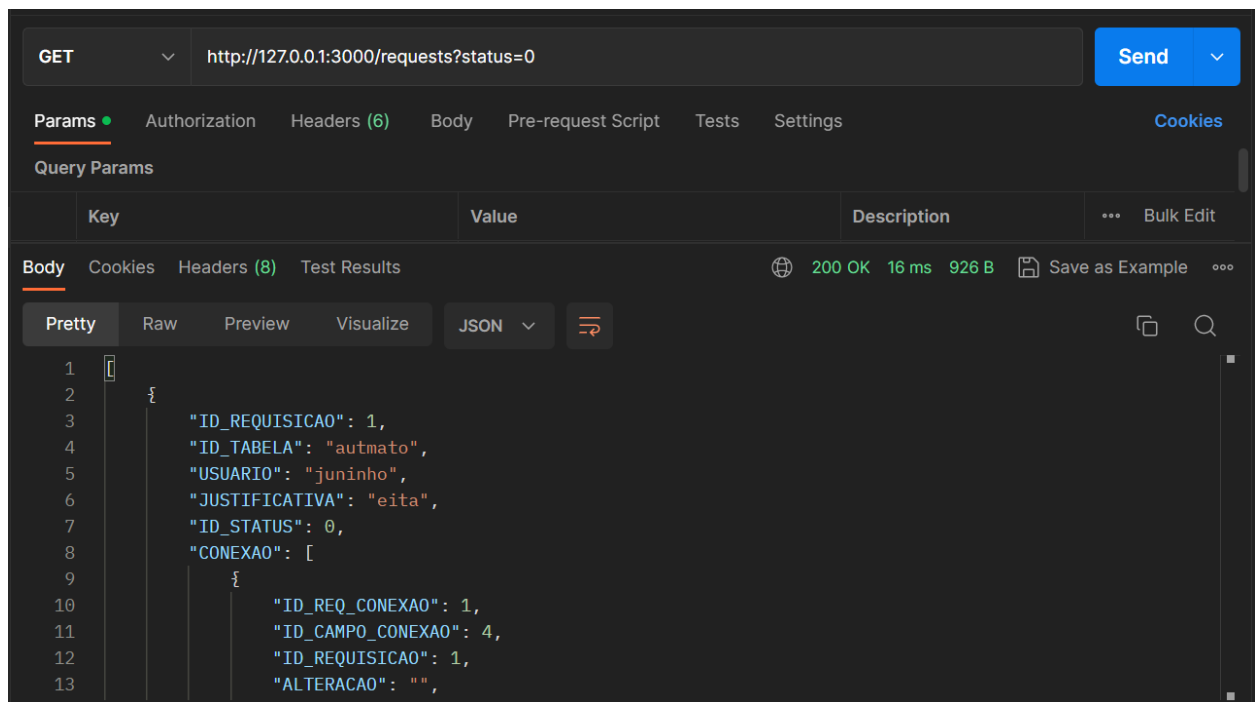 GET http://127.0.0.1:3000/requests?status=0 Send
Params Authorization Headers (6) Body Pre-request Script Tests Settings Cookies
Query Params
Key Value Description Bulk Edit
Body Cookies Headers (8) Test Results 200 OK 16 ms 926 B Save as Example
Pretty Raw Preview Visualize JSON
1 [
2 {
3 "ID_REQUISICAO": 1,
4 "ID_TABELA": "autmato",
5 "USUARIO": "juninho",
6 "JUSTIFICATIVA": "eita",
7 "ID_STATUS": 0,
8 "CONEXAO": [
9 {
10 "ID_REQ_CONEXAO": 1,
11 "ID_CAMPO_CONEXAO": 4,
12 "ID_REQUISICAO": 1,
13 "ALTERACAO": "",